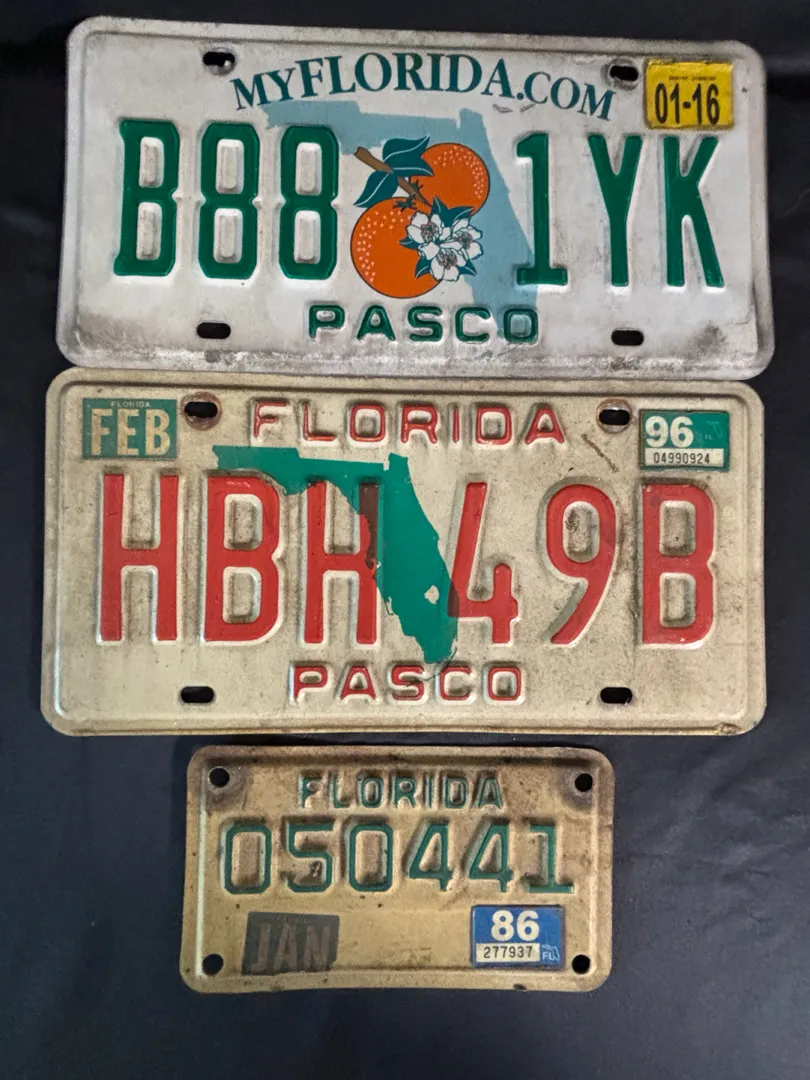 MYFLORIDA.COM
01-16
B88 1YK
PASCO
FLORIDA
FEB
FLORIDA
96
FL
04990924
HBH 49B
PASCO
FLORIDA
050441
JAN
86
277937 FL